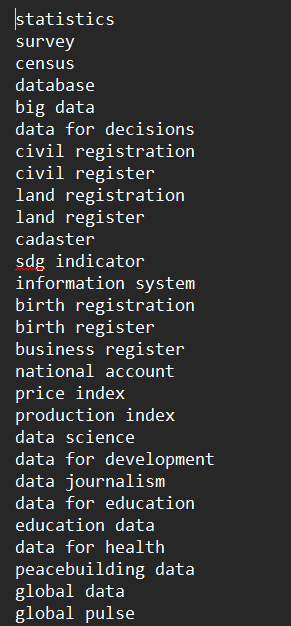 statistics
survey
census
database
big data
data for decisions
civil registration
civil register
land registration
land register
cadaster
sdg indicator
information system
birth registration
birth register
business register
national account
price index
production index
data science
data for development
data journalism
data for education
education data
data for health
peacebuilding data
global data
global pulse